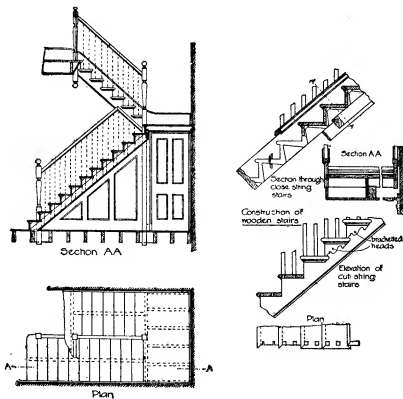 Section AA
A
A
Plan
Section through
close string
stairs
Section AA
Construction of
wooden stairs
bracketed
heads
Elevation of
cut string
stairs
Plan